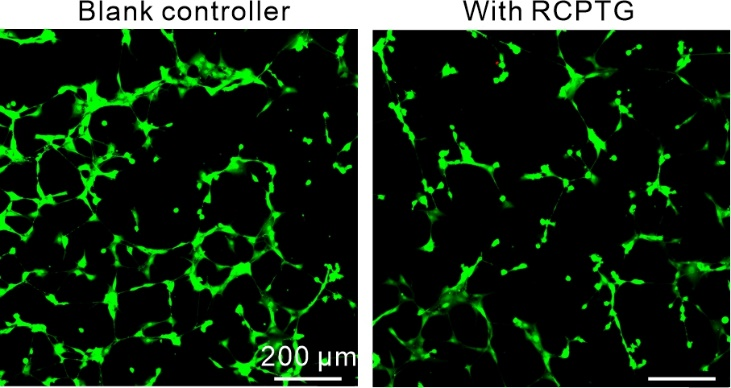 Blank controller
With RCPTG
200 μm